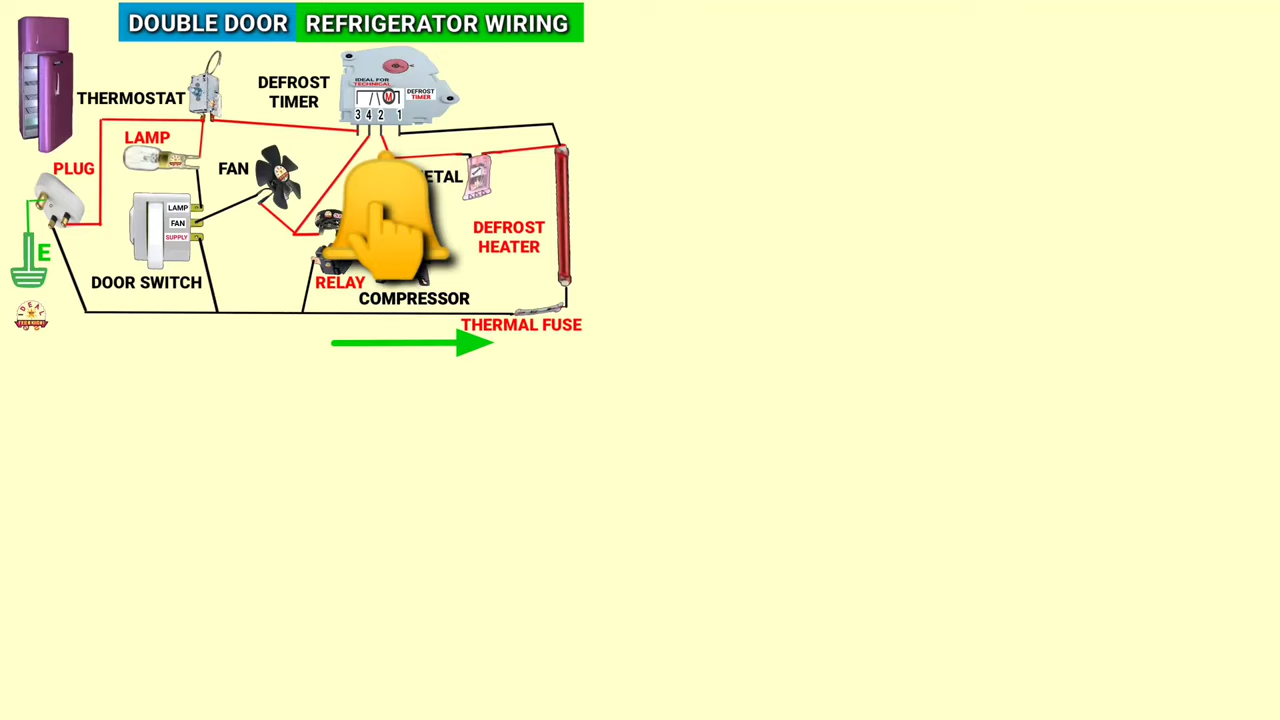 DOUBLE DOOR REFRIGERATOR WIRING
THERMOSTAT
DEFROST
TIMER
IDEAL FOR
TECHNICAL
M
DEFROST
TIMER
3 4 2 1
LAMP
PLUG
FAN
ETAL
LAMP
FAN
SUPPLY
E
DEFROST
HEATER
DOOR SWITCH
RELAY
COMPRESSOR
THERMAL FUSE
IDEAL